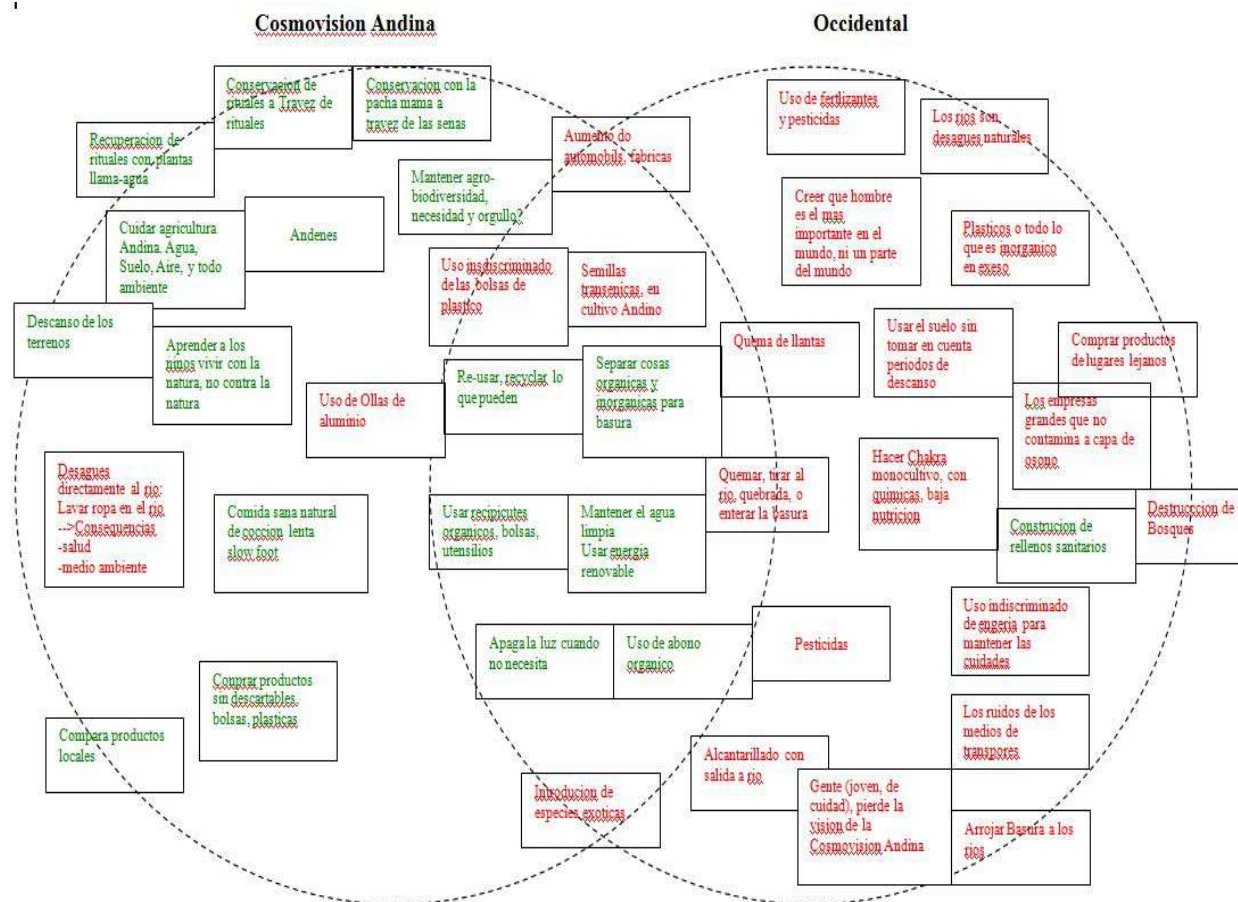 Cosmovision Andina
Occidental
Conservacion de
rituales a Travez de
rituales
Conservacion con la
pacha mama a
travez de las senas
Recuperacion de
rituales con plantas
llama-agua
Aumento do
automobils, fabricas
Mantener agro-
biodiversidad,
necesidad y orgullo?
Uso de fertlizantes
y pesticidas
Los rios son
desagues naturales
Cuidar agricultura
Andina. Agua,
Suelo, Aire, y todo
ambiente
Andenes
Creer que hombre
es el mas
importante en el
mundo, ni un parte
del mundo
Plasticos o todo lo
que es inorganico
en exeso
Uso insdiscriminado
de las bolsas de
plastico
Semillas
transenicas, en
cultivo Andino
Descanso de los
terrenos
Aprender a los
ninos vivir con la
natura, no contra la
natura
Quema de llantas
Usar el suelo sin
tomar en cuenta
periodos de
descanso
Comprar productos
de lugares lejanos
Uso de Ollas de
aluminio
Re-usar, recyclar, lo
que pueden
Separar cosas
organicas y
inorganicas para
basura
Los empresas
grandes que no
contamina a capa de
osono
Desagues
directamente al rio:
Lavar ropa en el rio
-->Consequencias
-salud
-medio ambiente
Comida sana natural
de coccion lenta
slow foot
Usar recipicutes
organicos, bolsas,
utensilios
Mantener el agua
limpia
Usar energia
renovable
Quemar, tirar al
rio, quebrada, o
enterar la basura
Hacer Chakra
monocultivo, con
quimicas, baja
nutricion
Construcion de
rellenos sanitarios
Destrucccion de
Bosques
Apaga la luz cuando
no necesita
Uso de abono
organico
Pesticidas
Uso indiscriminado
de engeria para
mantener las
cuidades
Conprar productos
sin descartables,
bolsas, plasticas
Compara productos
locales
Los ruidos de los
medios de
transpores
Alcantarillado con
salida a rio
Introducion de
especies exoticas
Gente (joven, de
cuidad), pierde la
vision de la
Cosmovision Andina
Arrojar Basura a los
rios